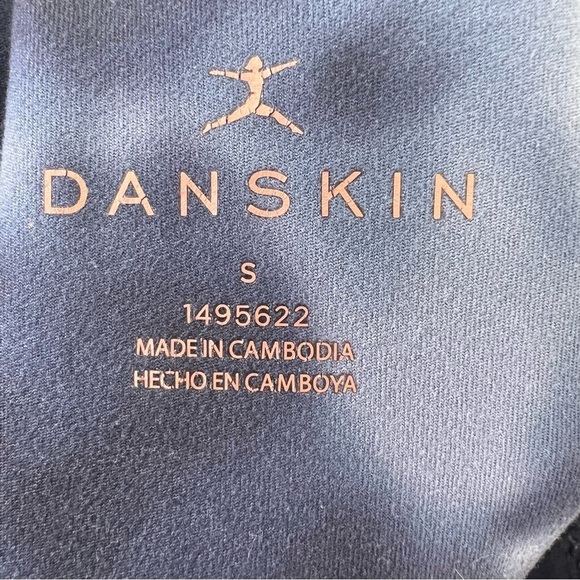 DANSKIN
S
1495622
MADE IN CAMBODIA
HECHO EN CAMBOYA